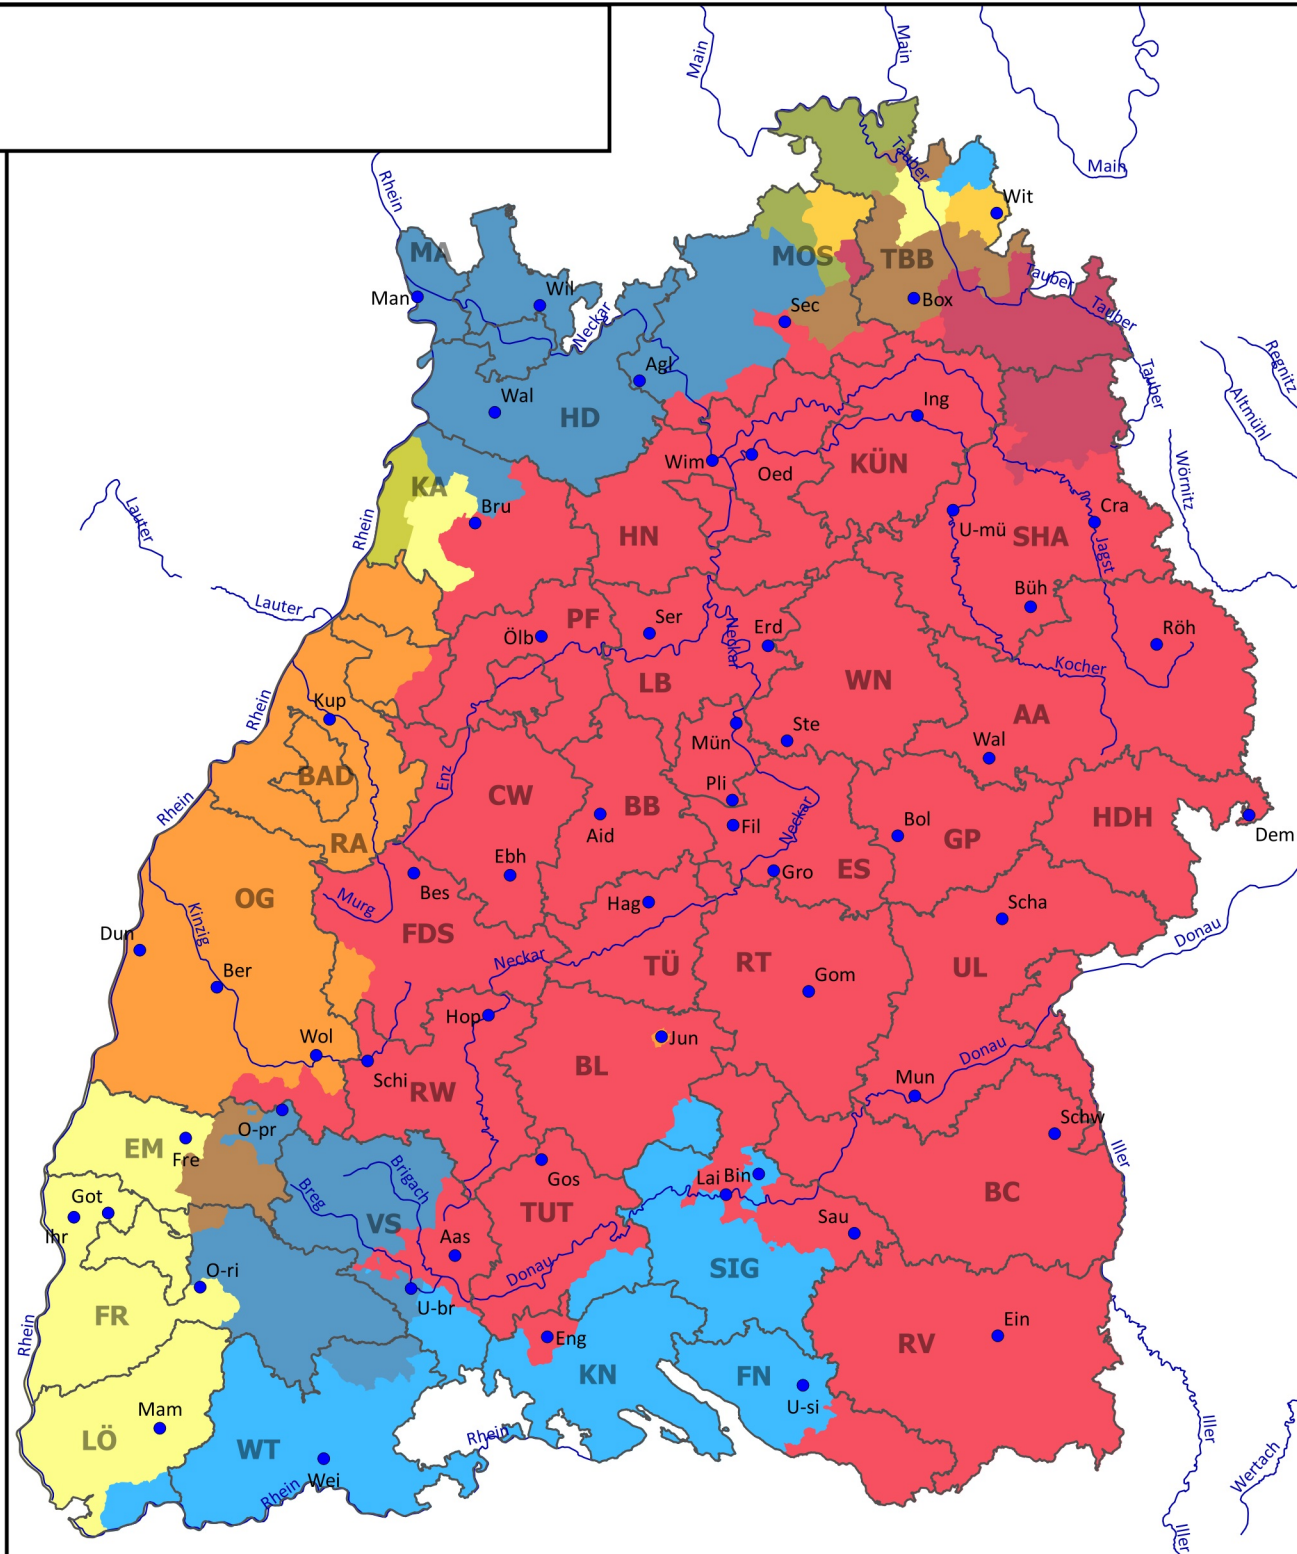 Main
Main
Main
Rhein
Tauber
Wit
MA
MOS
TBB
Man
Wil
Neckar
Sec
Box
Tauber
Tauber
Tauber
Regnitz
Altmühl
Agl
Wal
HD
Ing
Wim
Oed
KÜN
Wörnitz
KA
Bru
Lauter
Rhein
HN
U-mü
SHA
Cra
Jagst
Lauter
Büh
PF
Ölb
Ser
Neckar
Erd
Röh
Kocher
LB
WN
Rhein
Kup
AA
Mün
Ste
Wal
BAD
Enz
CW
BB
Pli
Rhein
Aid
Fil
Neckar
Bol
GP
HDH
Dem
RA
Ebh
Bes
Gro
ES
OG
Murg
Hag
Scha
Kinzig
FDS
Dun
Neckar
TÜ
RT
UL
Donau
Ber
Gom
Hop
Wol
Jun
Donau
Schi
RW
BL
Mun
O-pr
Schw
EM
Fre
Iller
Brigach
Gos
Lai
Bin
BC
Got
Breg
VS
TUT
Ihr
Sau
Aas
O-ri
Donau
SIG
U-br
FR
Rhein
Eng
Ein
RV
KN
FN
U-si
Mam
LÖ
WT
Rhein
Iller
Wei
Rhein
Wertach
Iller